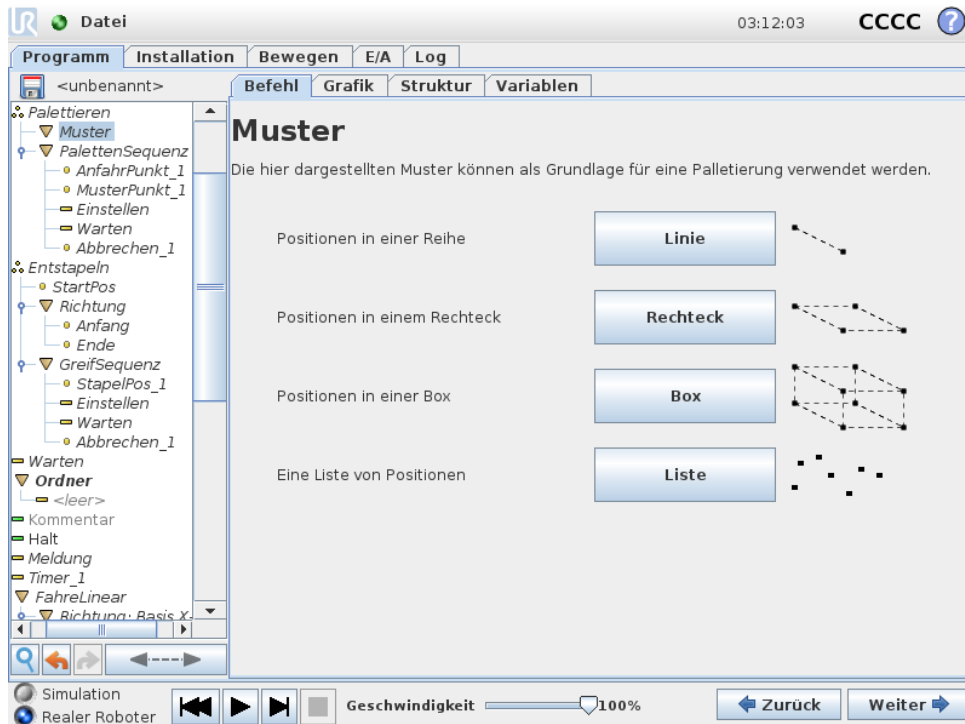 UR Datei 03:12:03 CCCC ?
Programm Installation Bewegen E/A Log
<unbenannt> Befehl Grafik Struktur Variablen
Palettieren
Muster
PalettenSequenz
AnfahrPunkt_1
MusterPunkt_1
Einstellen
Warten
Abbrechen_1
Entstapeln
StartPos
Richtung
Anfang
Ende
GreifSequenz
StapelPos_1
Einstellen
Warten
Abbrechen_1
Warten
Ordner
<leer>
Kommentar
Halt
Meldung
Timer_1
FahreLinear
Richtung: Basis X-
Muster
Die hier dargestellten Muster können als Grundlage für eine Palletierung verwendet werden.
Positionen in einer Reihe Linie
Positionen in einem Rechteck Rechteck
Positionen in einer Box Box
Eine Liste von Positionen Liste
Simulation
Realer Roboter
Geschwindigkeit 100% Zurück Weiter